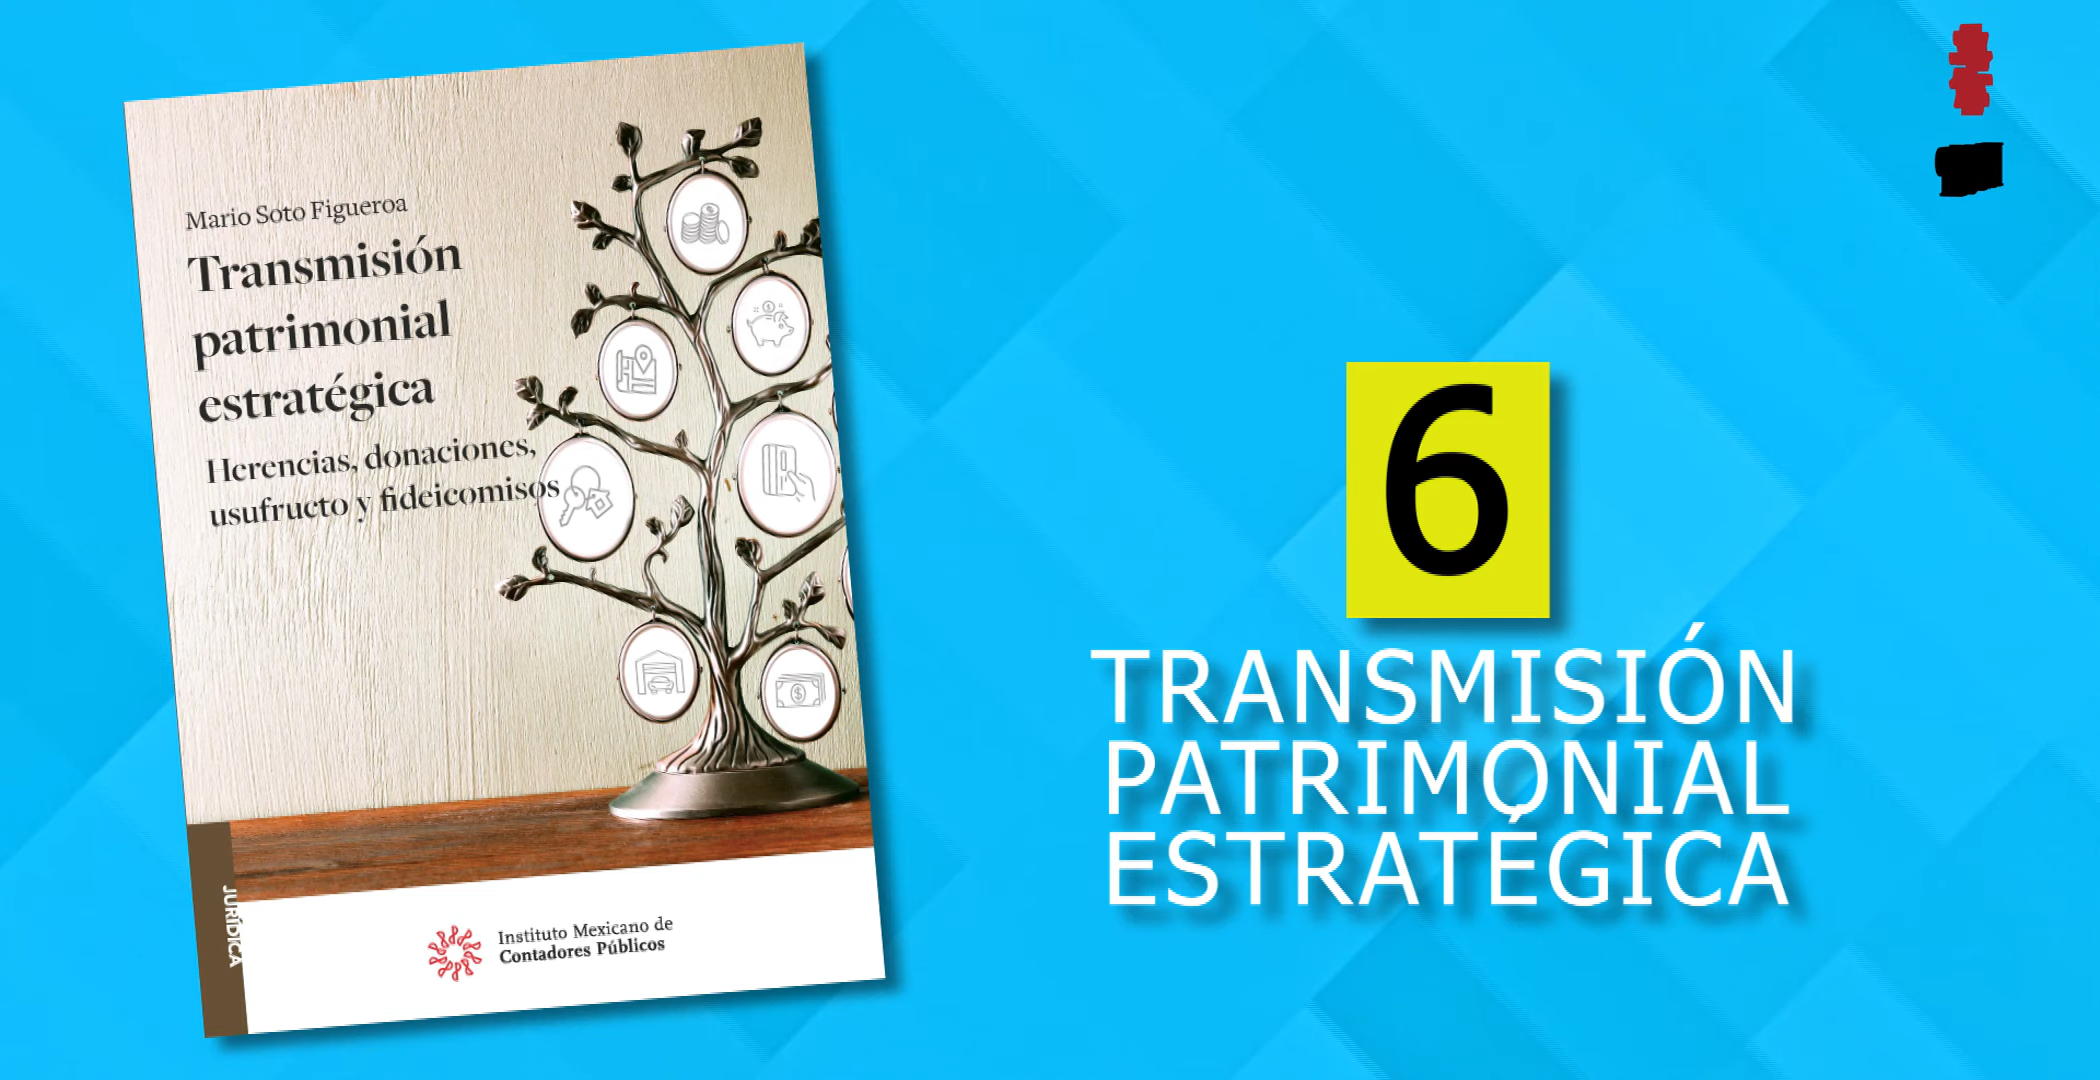 Mario Soto Figueroa
Transmisión
patrimonial
estratégica
Herencias, donaciones,
usufructo y fideicomisos
JURÍDICA
Instituto Mexicano de
Contadores Públicos
6
TRANSMISIÓN
PATRIMONIAL
ESTRATÉGICA